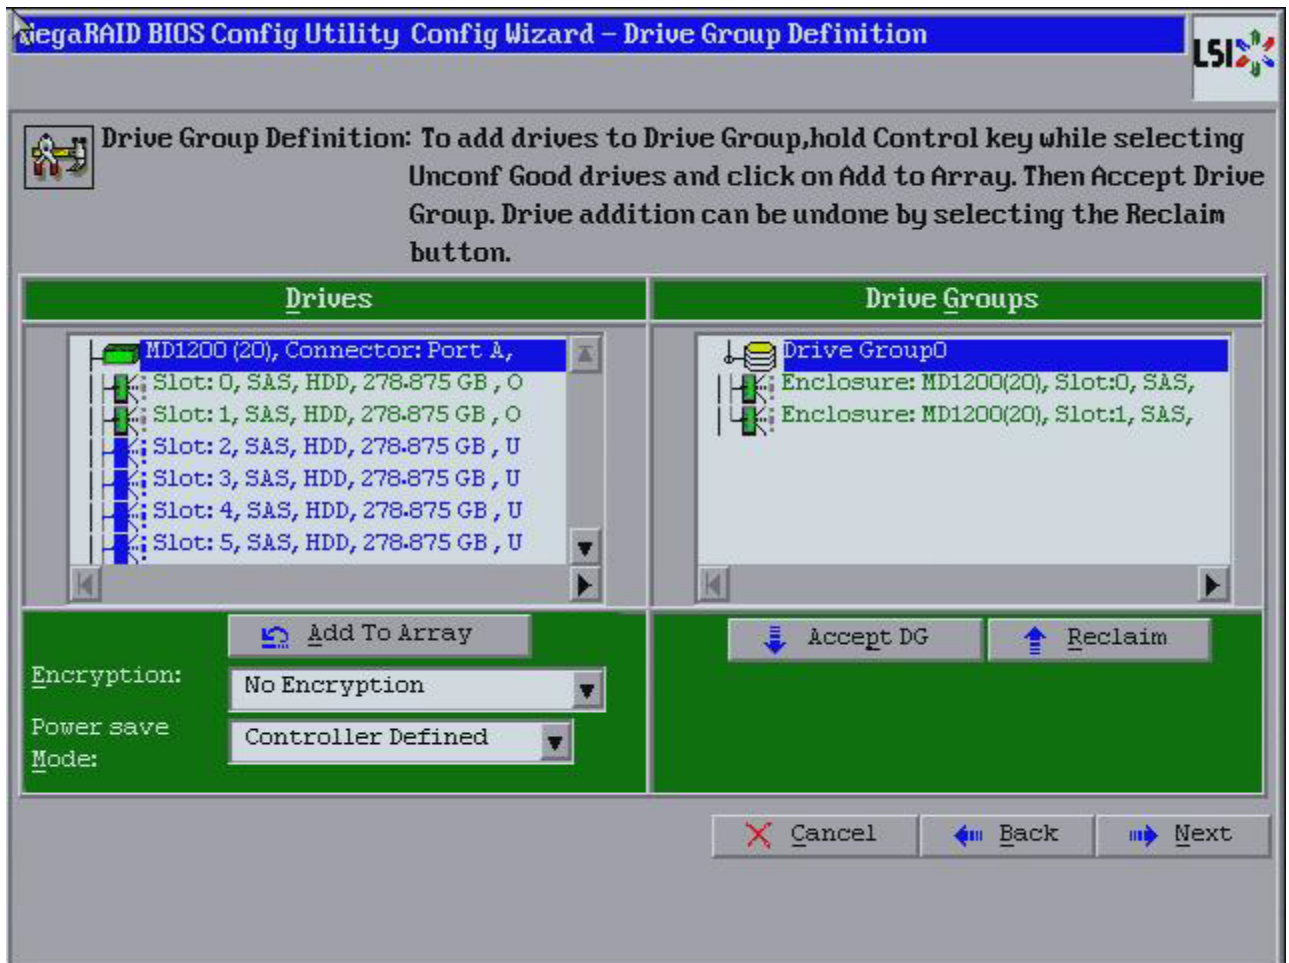 MegaRAID BIOS Config Utility Config Wizard – Drive Group Definition
LSI
Drive Group Definition: To add drives to Drive Group,hold Control key while selecting
Unconf Good drives and click on Add to Array. Then Accept Drive
Group. Drive addition can be undone by selecting the Reclaim
button.
Drives
MD1200 (20), Connector: Port A,
Slot: 0, SAS, HDD, 278.875 GB , O
Slot: 1, SAS, HDD, 278.875 GB , O
Slot: 2, SAS, HDD, 278.875 GB , U
Slot: 3, SAS, HDD, 278.875 GB , U
Slot: 4, SAS, HDD, 278.875 GB , U
Slot: 5, SAS, HDD, 278.875 GB , U
Add To Array
Encryption:
No Encryption
Power save
Mode:
Controller Defined
Drive Groups
Drive Group0
Enclosure: MD1200(20), Slot:0, SAS,
Enclosure: MD1200(20), Slot:1, SAS,
Accept DG
Reclaim
Cancel
Back
Next